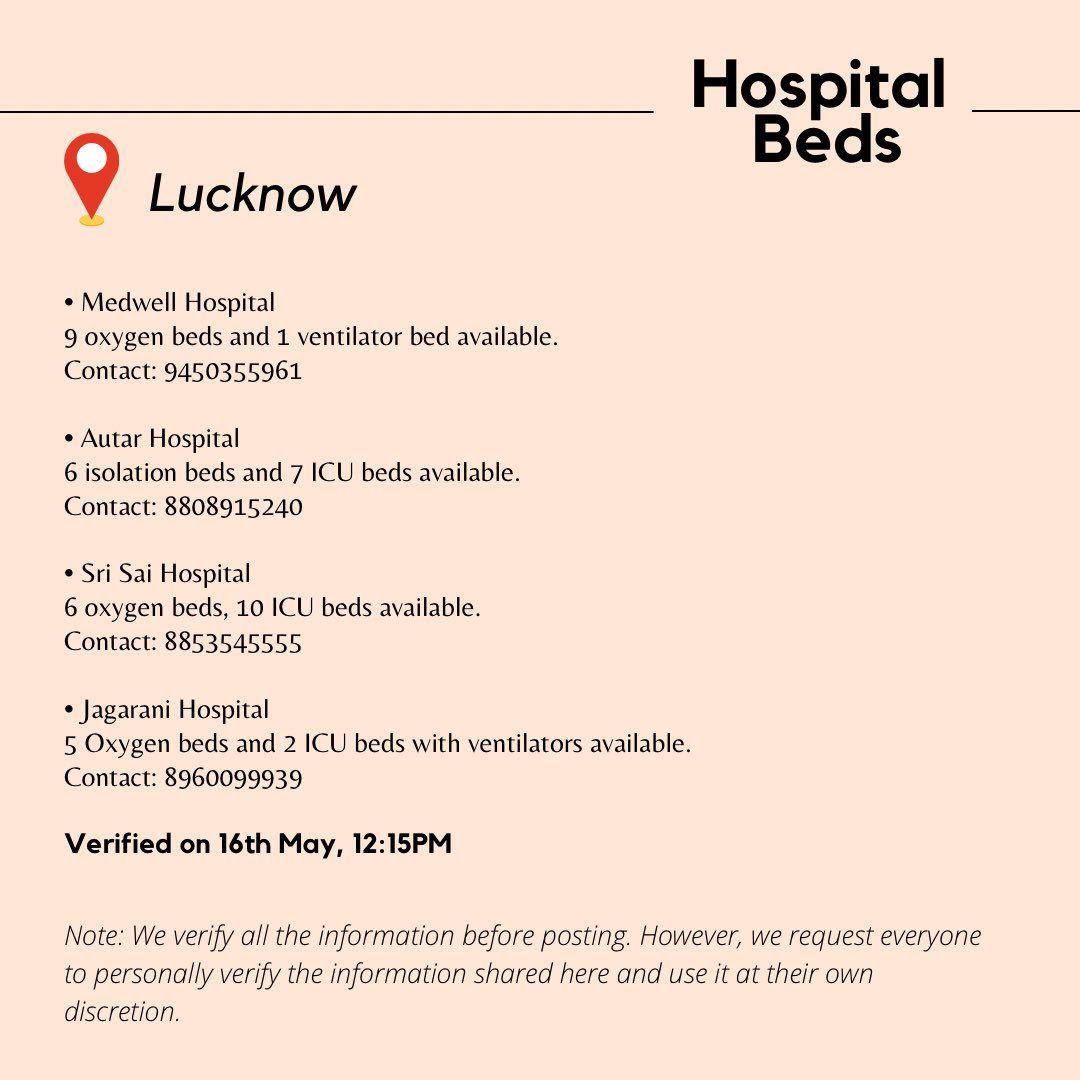 Hospital
Beds
Lucknow
• Medwell Hospital
9 oxygen beds and 1 ventilator bed available.
Contact: 9450355961
• Autar Hospital
6 isolation beds and 7 ICU beds available.
Contact: 8808915240
• Sri Sai Hospital
6 oxygen beds, 10 ICU beds available.
Contact: 8853545555
• Jagarani Hospital
5 Oxygen beds and 2 ICU beds with ventilators available.
Contact: 8960099939
Verified on 16th May, 12:15PM
Note: We verify all the information before posting. However, we request everyone
to personally verify the information shared here and use it at their own
discretion.